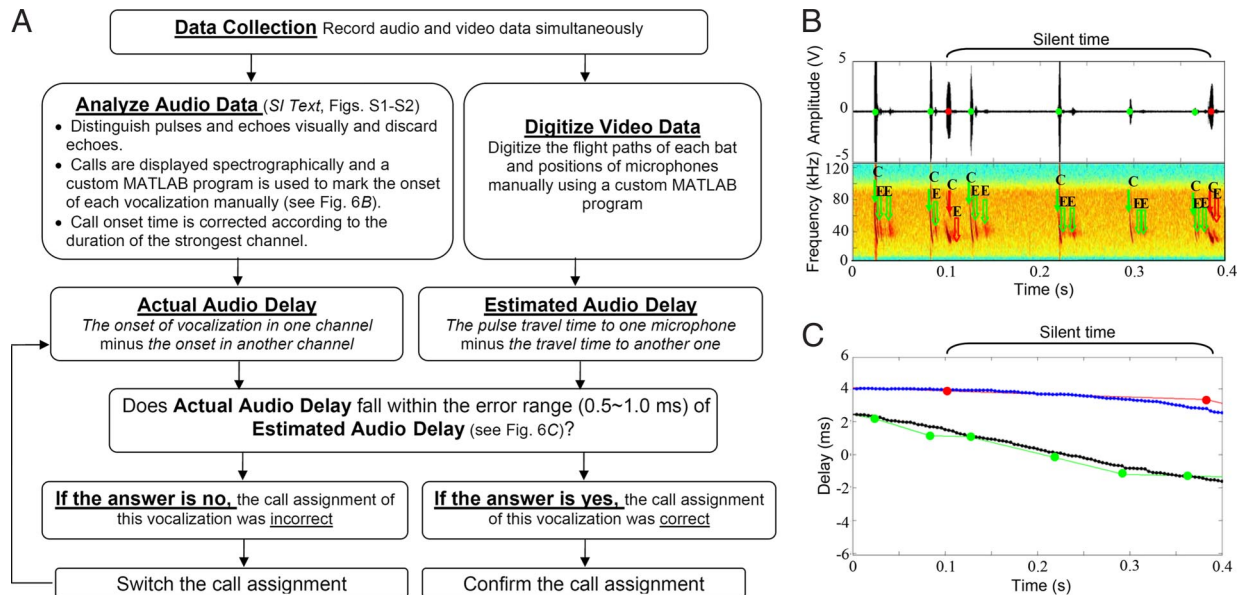 A
Data Collection Record audio and video data simultaneously
Analyze Audio Data (SI Text, Figs. S1-S2)
• Distinguish pulses and echoes visually and discard
echoes.
• Calls are displayed spectrographically and a
custom MATLAB program is used to mark the onset
of each vocalization manually (see Fig. 6B).
• Call onset time is corrected according to the
duration of the strongest channel.
Digitize Video Data
Digitize the flight paths of each bat
and positions of microphones
manually using a custom MATLAB
program
Actual Audio Delay
The onset of vocalization in one channel
minus the onset in another channel
Estimated Audio Delay
The pulse travel time to one microphone
minus the travel time to another one
Does Actual Audio Delay fall within the error range (0.5~1.0 ms) of
Estimated Audio Delay (see Fig. 6C)?
If the answer is no, the call assignment of
this vocalization was incorrect
If the answer is yes, the call assignment
of this vocalization was correct
Switch the call assignment
Confirm the call assignment
B
Silent time
Amplitude (V)
5
0
-5
Frequency (kHz)
120
80
40
0
C E E C E C E C E E C E E C E E C E E C E
0 0.1 0.2 0.3 0.4
Time (s)
C
Silent time
Delay (ms)
6
4
2
0
-2
-4
-6
0 0.1 0.2 0.3 0.4
Time (s)